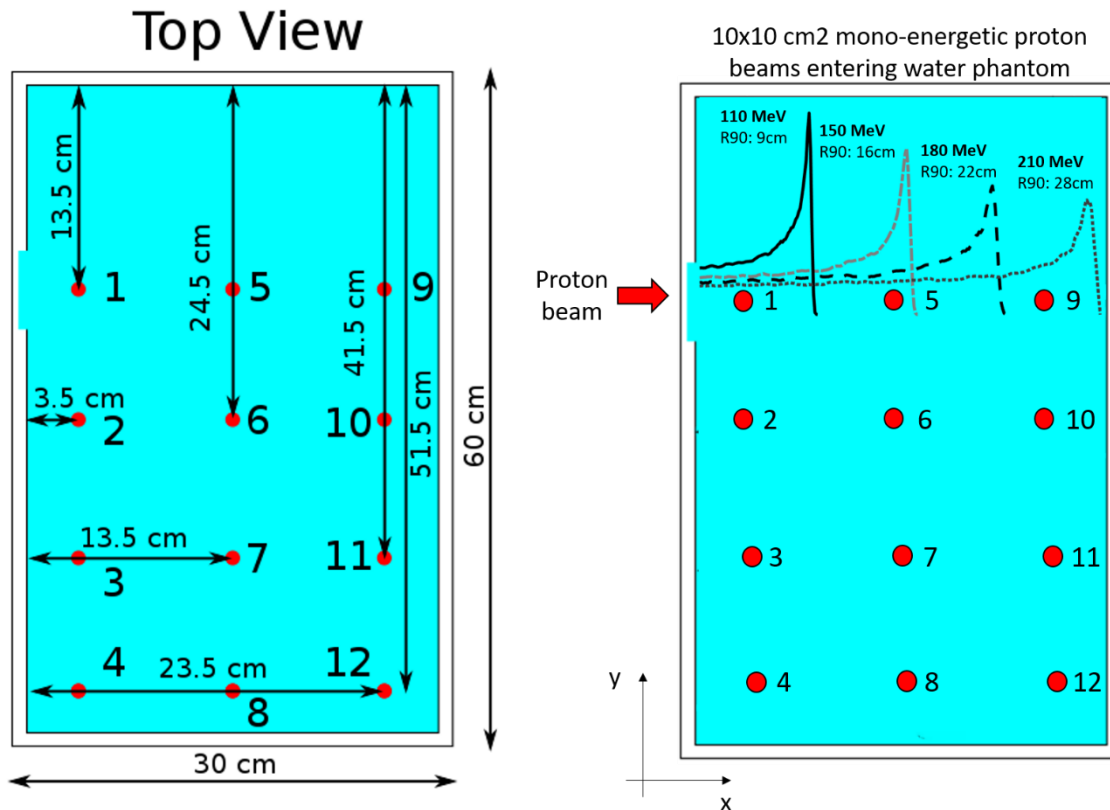 Top View
13.5 cm
24.5 cm
41.5 cm
51.5 cm
60 cm
1
5
9
3.5 cm
2
6
10
13.5 cm
3
7
11
4
23.5 cm
12
8
30 cm
10x10 cm2 mono-energetic proton
beams entering water phantom
110 MeV
R90: 9cm
150 MeV
R90: 16cm
180 MeV
R90: 22cm
210 MeV
R90: 28cm
Proton
beam
1
5
9
2
6
10
3
7
11
4
8
12
y
x